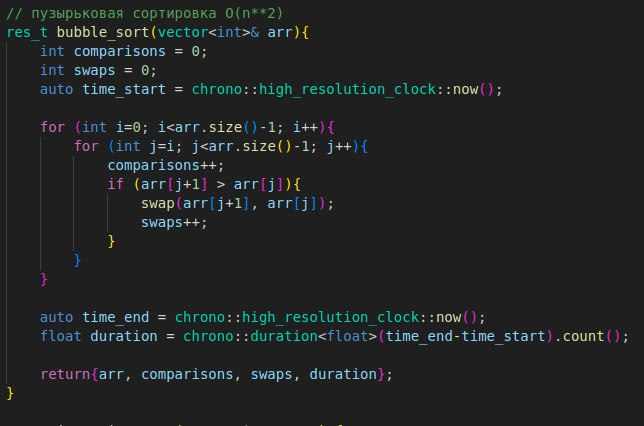 // пузырьковая сортировка O(n**2)
res_t bubble_sort(vector<int>& arr){
    int comparisons = 0;
    int swaps = 0;
    auto time_start = chrono::high_resolution_clock::now();

    for (int i=0; i<arr.size()-1; i++){
        for (int j=i; j<arr.size()-1; j++){
            comparisons++;
            if (arr[j+1] > arr[j]){
                swap(arr[j+1], arr[j]);
                swaps++;
            }
        }
    }

    auto time_end = chrono::high_resolution_clock::now();
    float duration = chrono::duration<float>(time_end-time_start).count();

    return{arr, comparisons, swaps, duration};
}